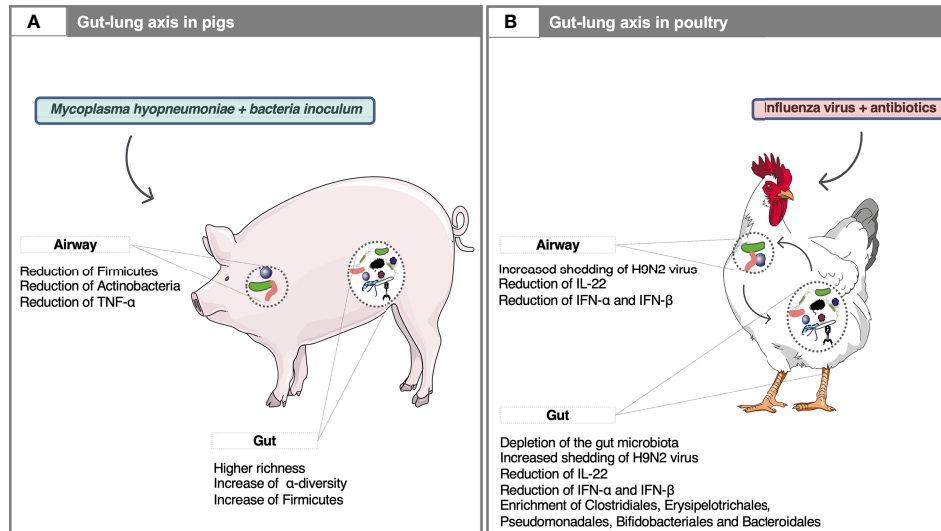 A
Gut-lung axis in pigs
Mycoplasma hyopneumoniae + bacteria inoculum
Airway
Reduction of Firmicutes
Reduction of Actinobacteria
Reduction of TNF-α
Gut
Higher richness
Increase of α-diversity
Increase of Firmicutes
B
Gut-lung axis in poultry
Influenza virus + antibiotics
Airway
Increased shedding of H9N2 virus
Reduction of IL-22
Reduction of IFN-α and IFN-β
Gut
Depletion of the gut microbiota
Increased shedding of H9N2 virus
Reduction of IL-22
Reduction of IFN-α and IFN-β
Enrichment of Clostridiales, Erysipelotrichales,
Pseudomonadales, Bifidobacteriales and Bacteroidales